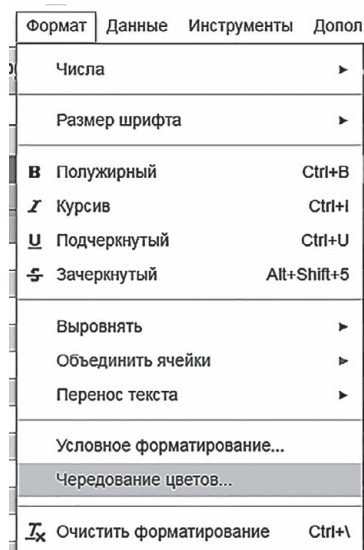 Формат Данные Инструменты
Числа
Размер шрифта
B Полужирный Ctrl+B
I Курсив Ctrl+I
U Подчеркнутый Ctrl+U
S Зачеркнутый Alt+Shift+5
Выровнять
Объединить ячейки
Перенос текста
Условное форматирование...
Чередование цветов...
Tx Очистить форматирование Ctrl+\